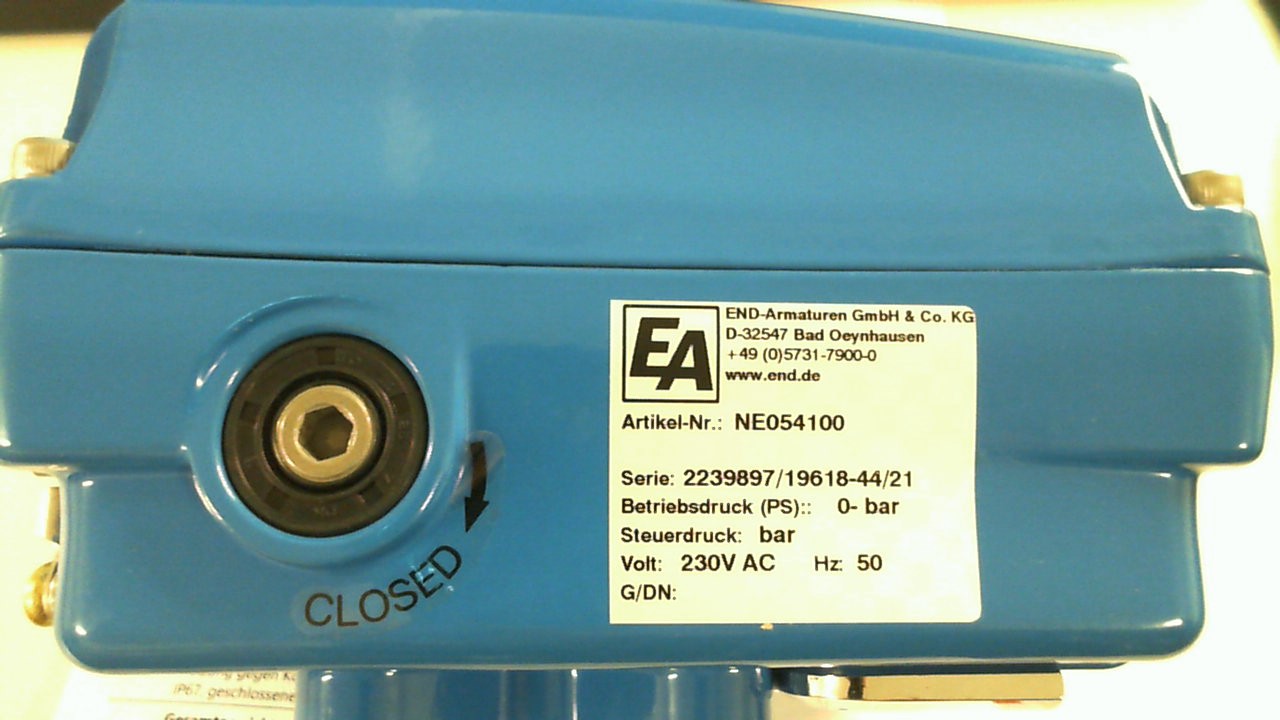 EA
END-Armaturen GmbH & Co. KG
D-32547 Bad Oeynhausen
+49 (0)5731-7900-0
www.end.de
Artikel-Nr.: NE054100
Serie: 2239897/19618-44/21
Betriebsdruck (PS):: 0- bar
Steuerdruck: bar
Volt: 230V AC Hz: 50
G/DN:
CLOSED
gegen
IP67, geschlossene